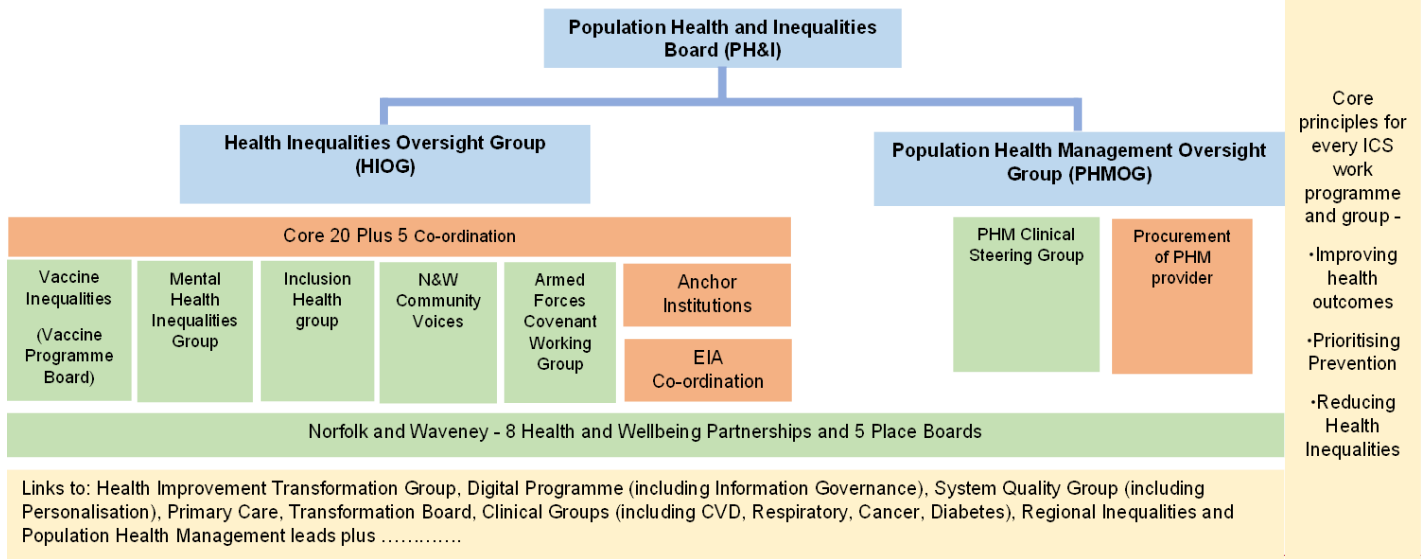 Population Health and Inequalities
Board (PH&I)
Health Inequalities Oversight Group
(HIOG)
Population Health Management Oversight
Group (PHMOG)
Core 20 Plus 5 Co-ordination
Vaccine
Inequalities
(Vaccine
Programme
Board)
Mental
Health
Inequalities
Group
Inclusion
Health
group
N&W
Community
Voices
Armed
Forces
Covenant
Working
Group
Anchor
Institutions
EIA
Co-ordination
PHM Clinical
Steering Group
Procurement
of PHM
provider
Norfolk and Waveney - 8 Health and Wellbeing Partnerships and 5 Place Boards
Links to: Health Improvement Transformation Group, Digital Programme (including Information Governance), System Quality Group (including
Personalisation), Primary Care, Transformation Board, Clinical Groups (including CVD, Respiratory, Cancer, Diabetes), Regional Inequalities and
Population Health Management leads plus ………….
Core
principles for
every ICS
work
programme
and group -
•Improving
health
outcomes
•Prioritising
Prevention
•Reducing
Health
Inequalities